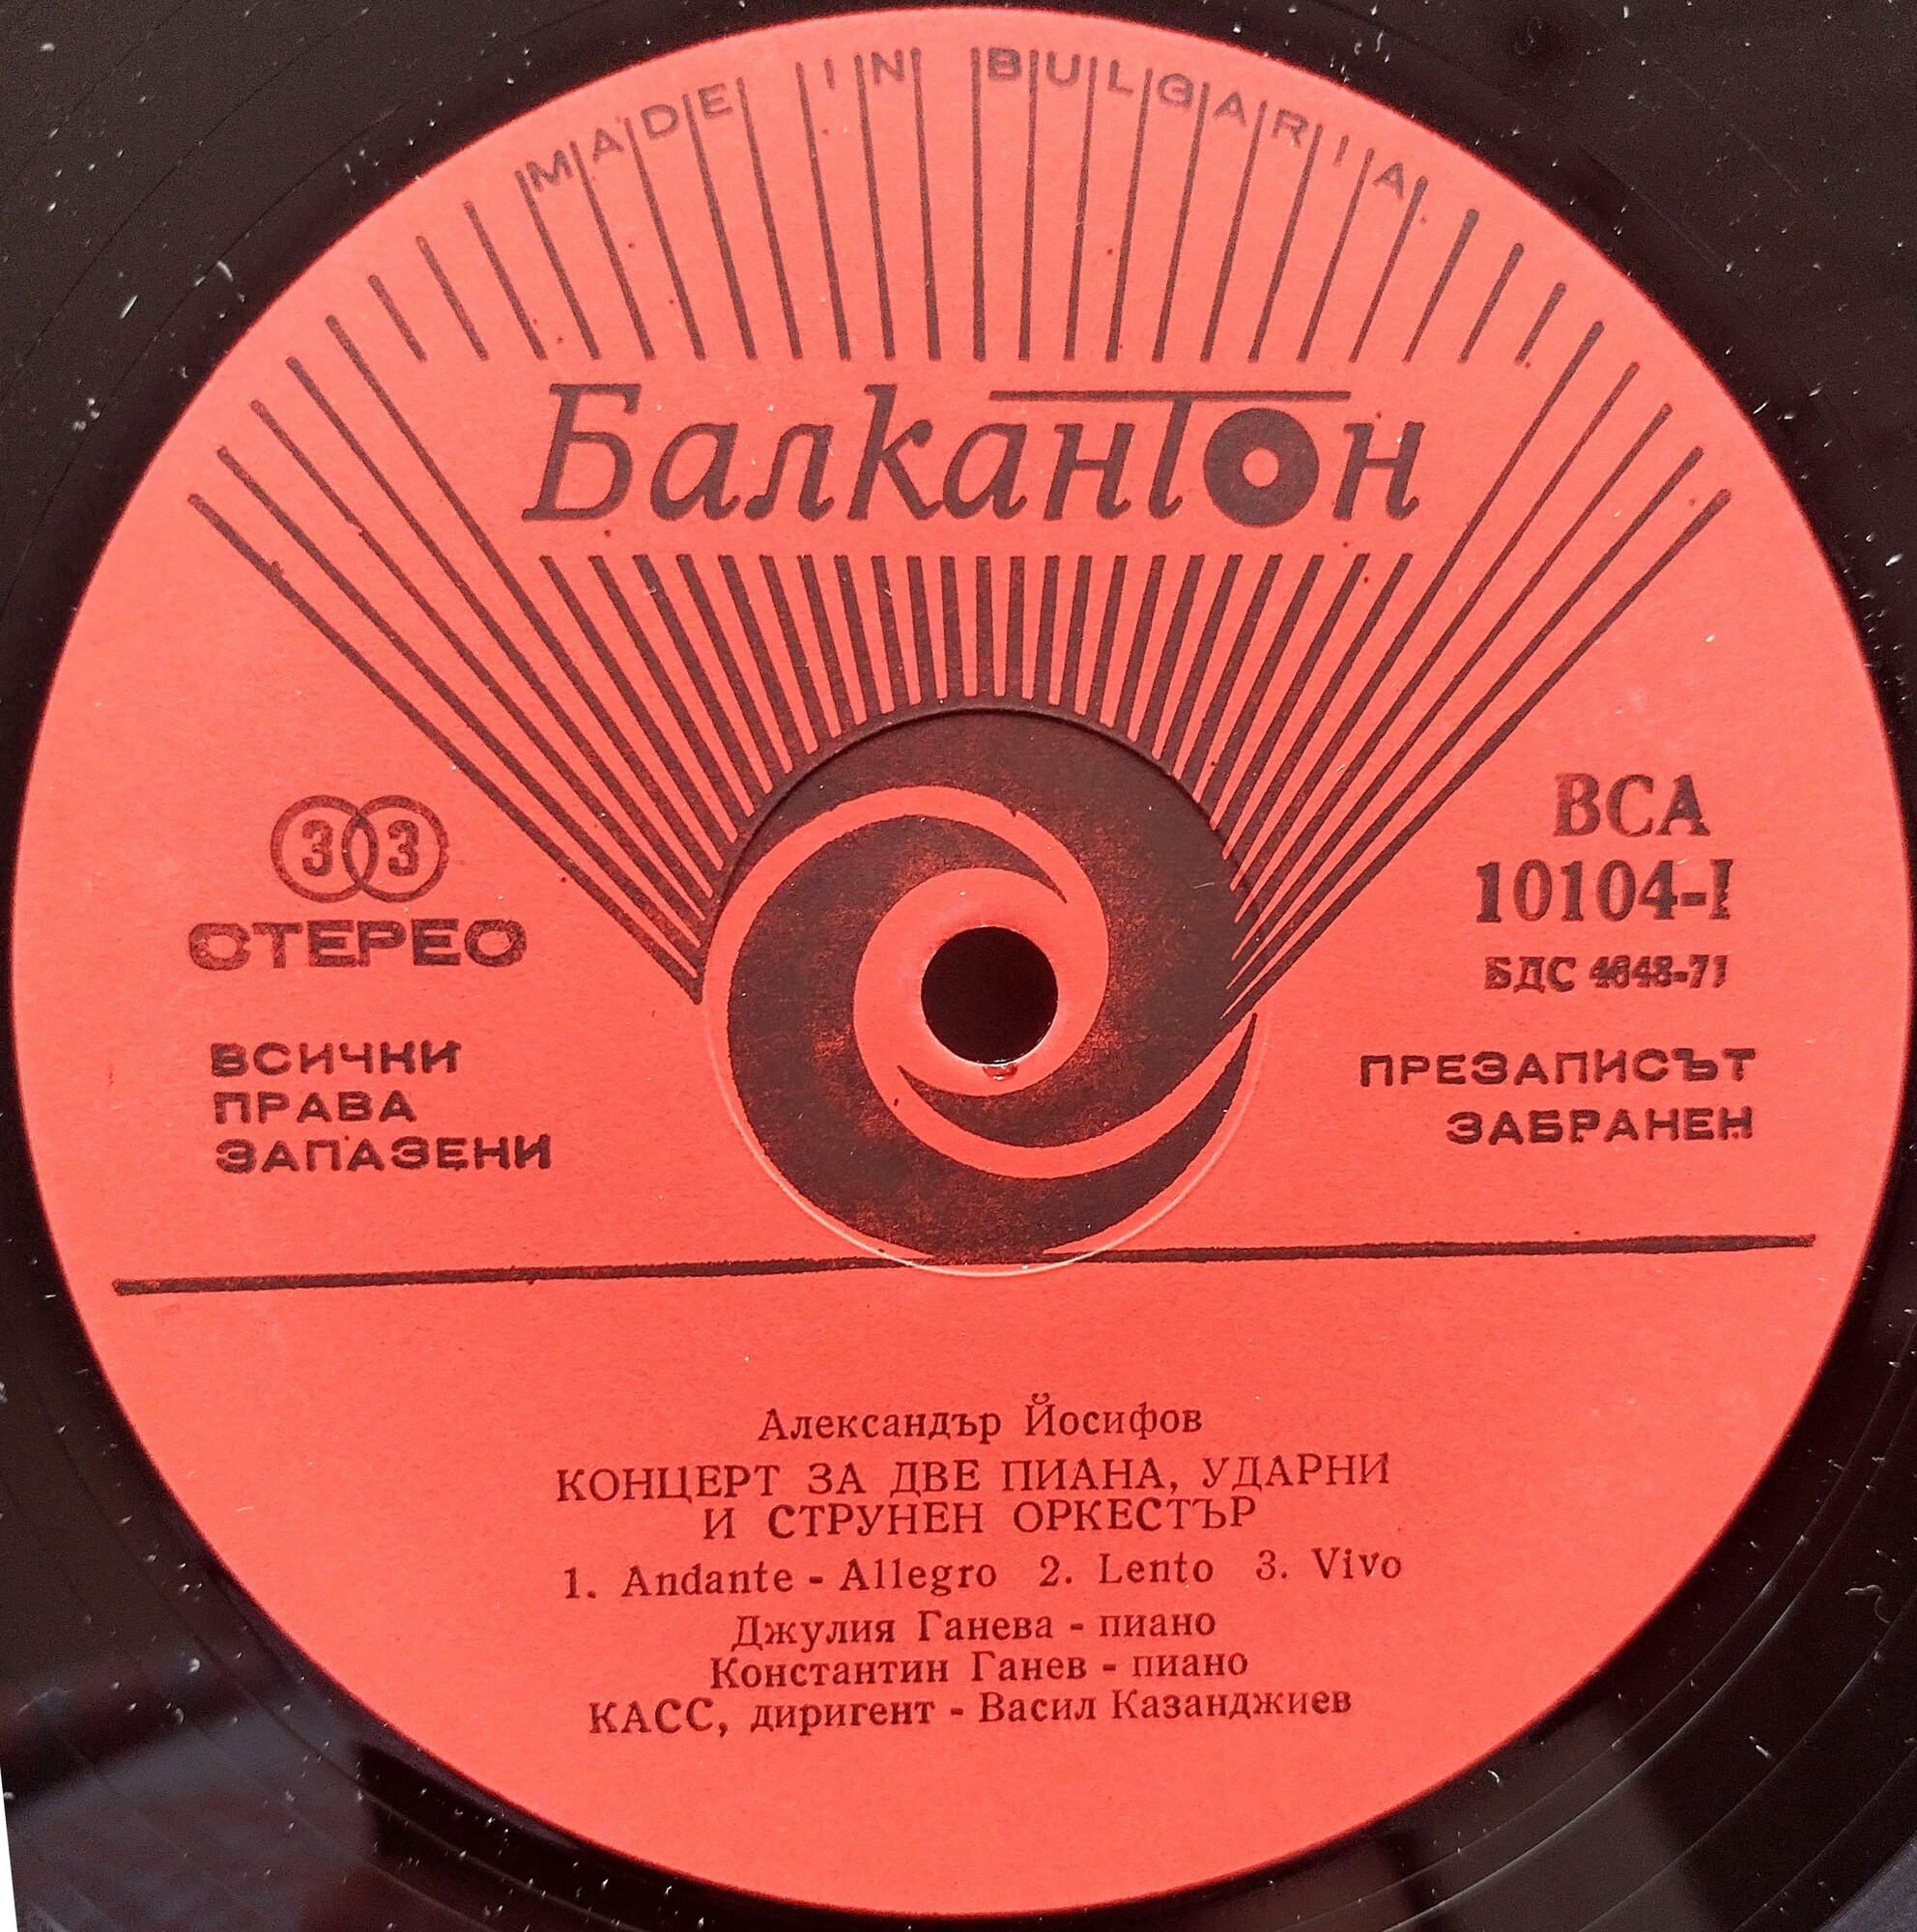 MADE IN BULGARIA
Балкантон
33
СТЕРЕО
ВСИЧКИ
ПРАВА
ЗАПАЗЕНИ
ВСА
10104-I
БДС 4648-71
ПРЕЗАПИСЪТ
ЗАБРАНЕН
Александър Йосифов
КОНЦЕРТ ЗА ДВЕ ПИАНА, УДАРНИ
И СТРУНЕН ОРКЕСТЪР
1. Andante - Allegro 2. Lento 3. Vivo
Джулия Ганева - пиано
Константин Ганев - пиано
КАСС, диригент - Васил Казанджиев